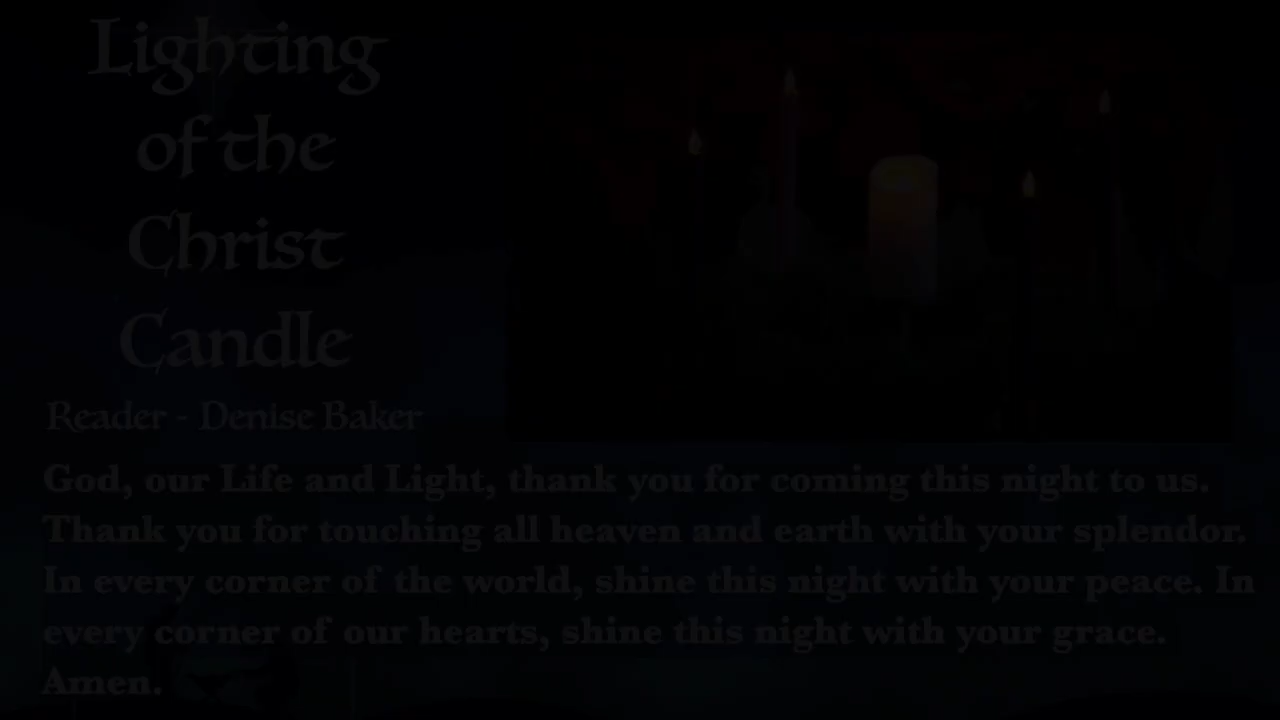 Lighting
of the
Christ
Candle
Reader - Denise Baker
God, our Life and Light, thank you for coming this night to us.
Thank you for touching all heaven and earth with your splendor.
In every corner of the world, shine this night with your peace. In
every corner of our hearts, shine this night with your grace.
Amen.